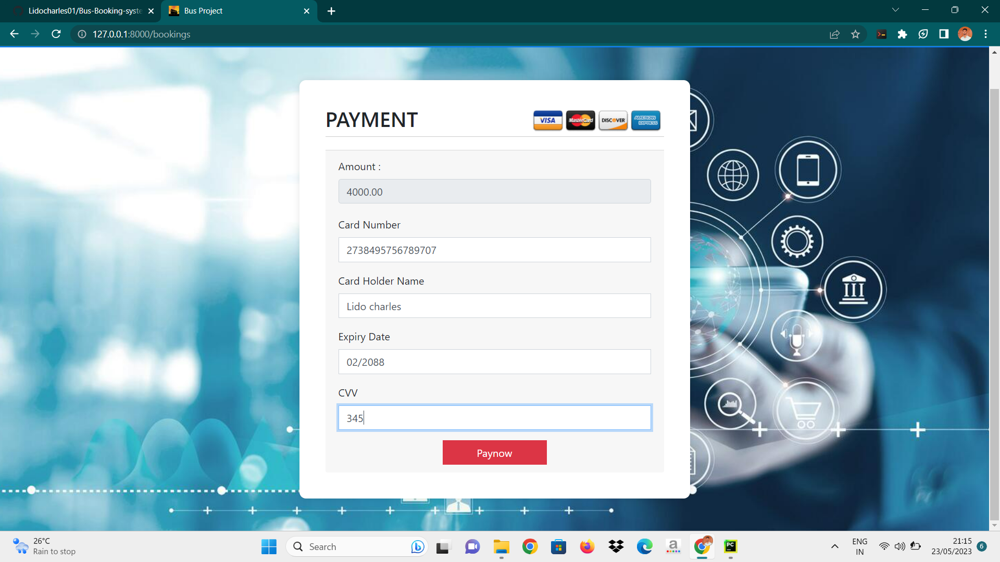 Lidocharles01/Bus-Booking-syste
Bus Project
127.0.0.1:8000/bookings
PAYMENT
VISA MasterCard DISCOVER AMERICAN EXPRESS
Amount :
4000.00
Card Number
2738495756789707
Card Holder Name
Lido charles
Expiry Date
02/2088
CVV
345
Paynow
26°C
Rain to stop
Search
a
PC
ENG
IN
21:15
23/05/2023
6